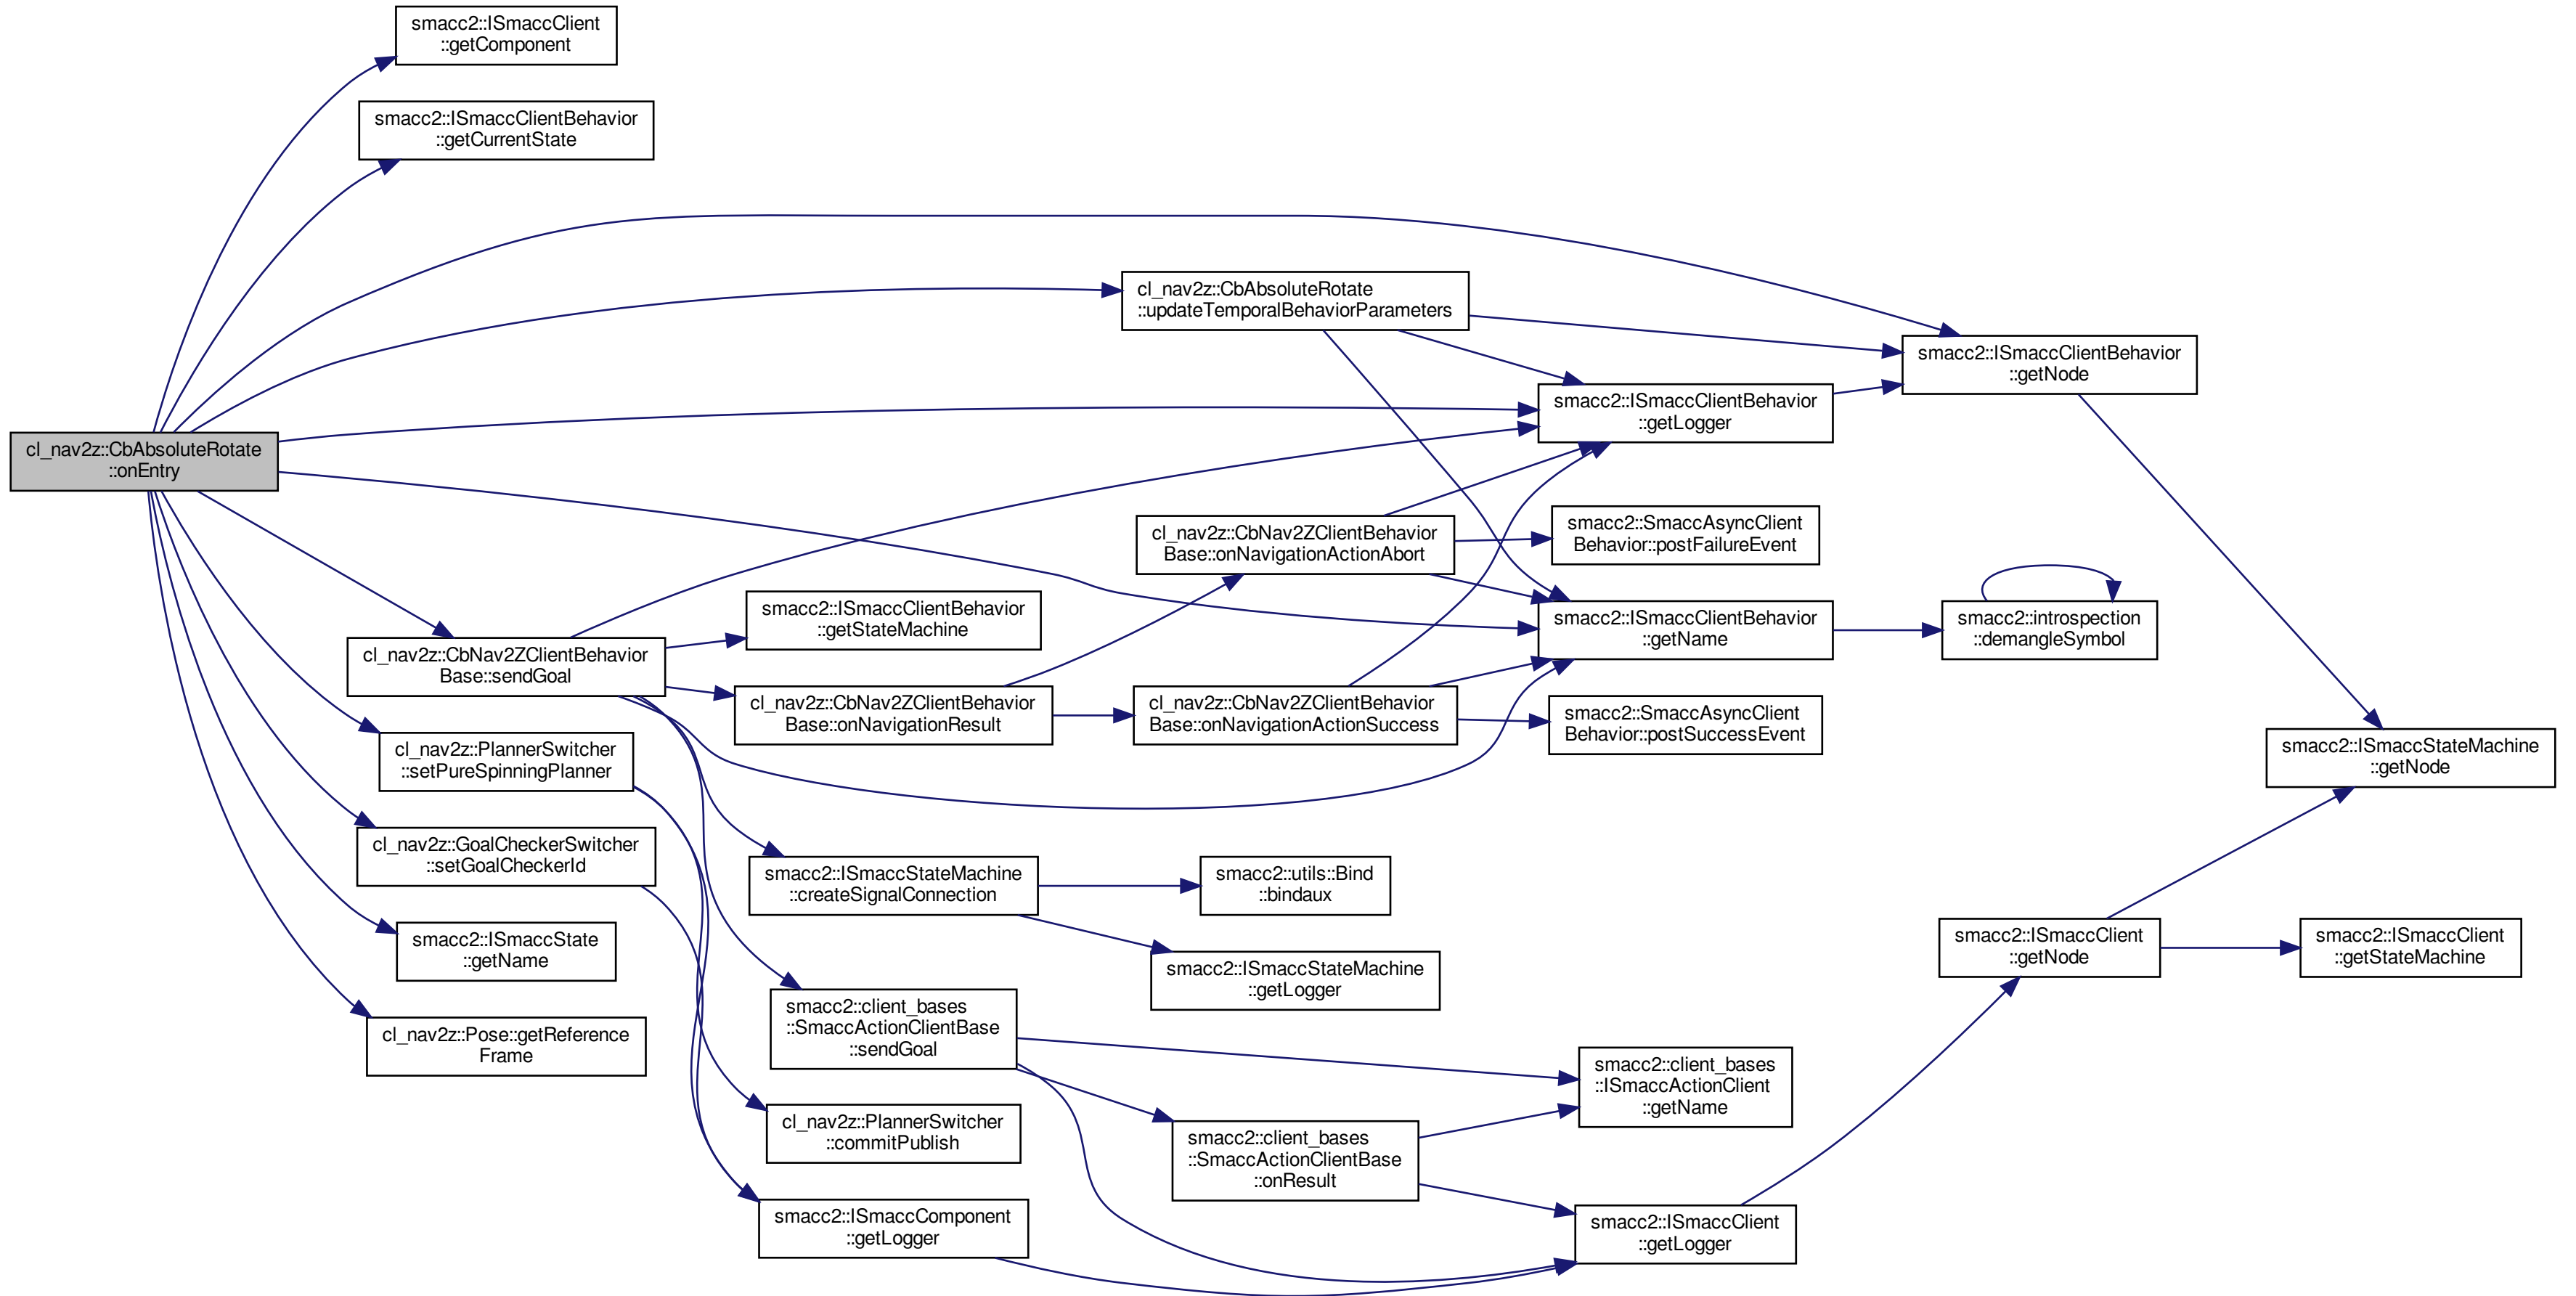 smacc2::ISmaccClient
::getComponent
smacc2::ISmaccClientBehavior
::getCurrentState
cl_nav2z::CbAbsoluteRotate
::updateTemporalBehaviorParameters
smacc2::ISmaccClientBehavior
::getNode
smacc2::ISmaccClientBehavior
::getLogger
cl_nav2z::CbAbsoluteRotate
::onEntry
smacc2::SmaccAsyncClient
Behavior::postFailureEvent
cl_nav2z::CbNav2ZClientBehavior
Base::onNavigationActionAbort
smacc2::ISmaccClientBehavior
::getStateMachine
smacc2::ISmaccClientBehavior
::getName
smacc2::introspection
::demangleSymbol
cl_nav2z::CbNav2ZClientBehavior
Base::sendGoal
cl_nav2z::CbNav2ZClientBehavior
Base::onNavigationResult
cl_nav2z::CbNav2ZClientBehavior
Base::onNavigationActionSuccess
smacc2::SmaccAsyncClient
Behavior::postSuccessEvent
cl_nav2z::PlannerSwitcher
::setPureSpinningPlanner
smacc2::ISmaccStateMachine
::getNode
cl_nav2z::GoalCheckerSwitcher
::setGoalCheckerId
smacc2::ISmaccStateMachine
::createSignalConnection
smacc2::utils::Bind
::bindaux
smacc2::ISmaccState
::getName
smacc2::ISmaccStateMachine
::getLogger
smacc2::ISmaccClient
::getNode
smacc2::ISmaccClient
::getStateMachine
cl_nav2z::Pose::getReference
Frame
smacc2::client_bases
::SmaccActionClientBase
::sendGoal
smacc2::client_bases
::ISmaccActionClient
::getName
cl_nav2z::PlannerSwitcher
::commitPublish
smacc2::client_bases
::SmaccActionClientBase
::onResult
smacc2::ISmaccComponent
::getLogger
smacc2::ISmaccClient
::getLogger